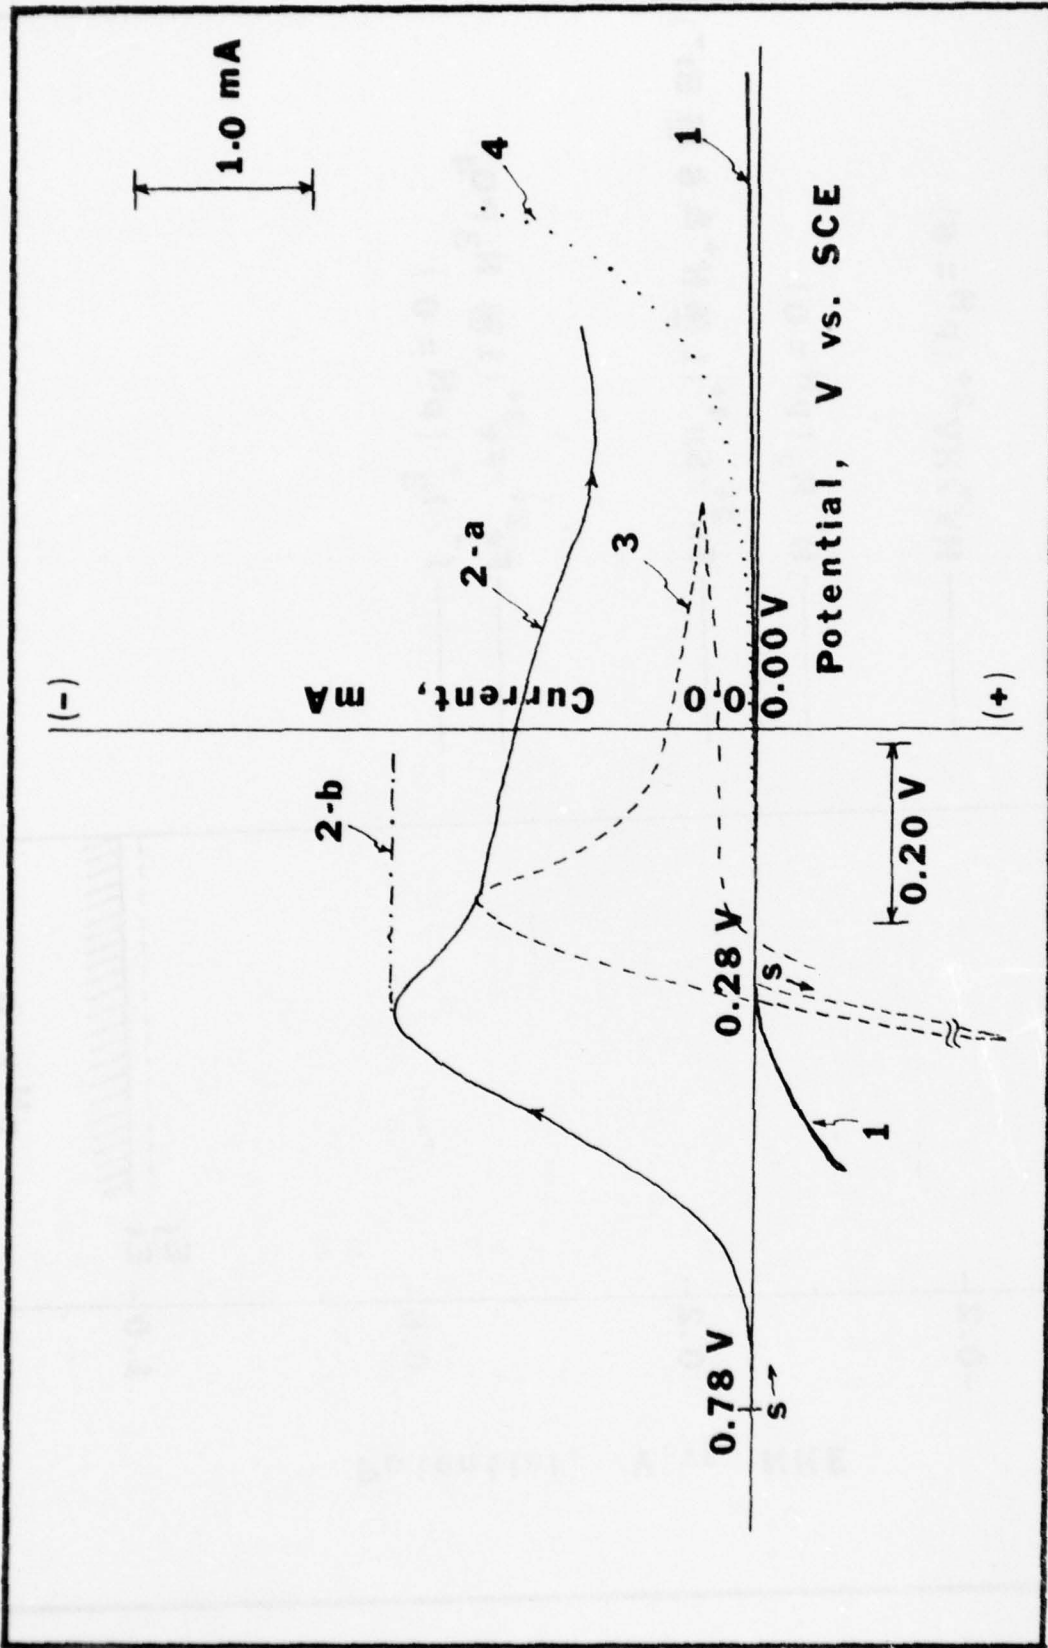 (-)
1.0 mA
Current, mA
2-b
2-a
4
3
1
0.0
0.00 V
0.78 V
s→
0.28 V
s
1
0.20 V
Potential, V vs. SCE
(+)